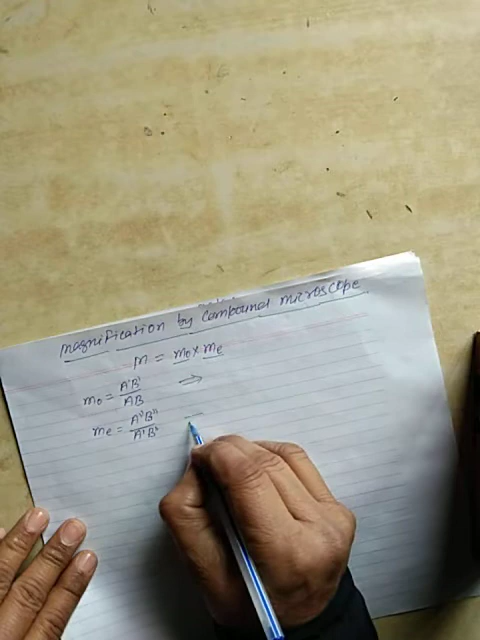 magnification by compound microscope
m = mo x me
mo = A'B' / AB ⇒
me = A''B'' / A'B'